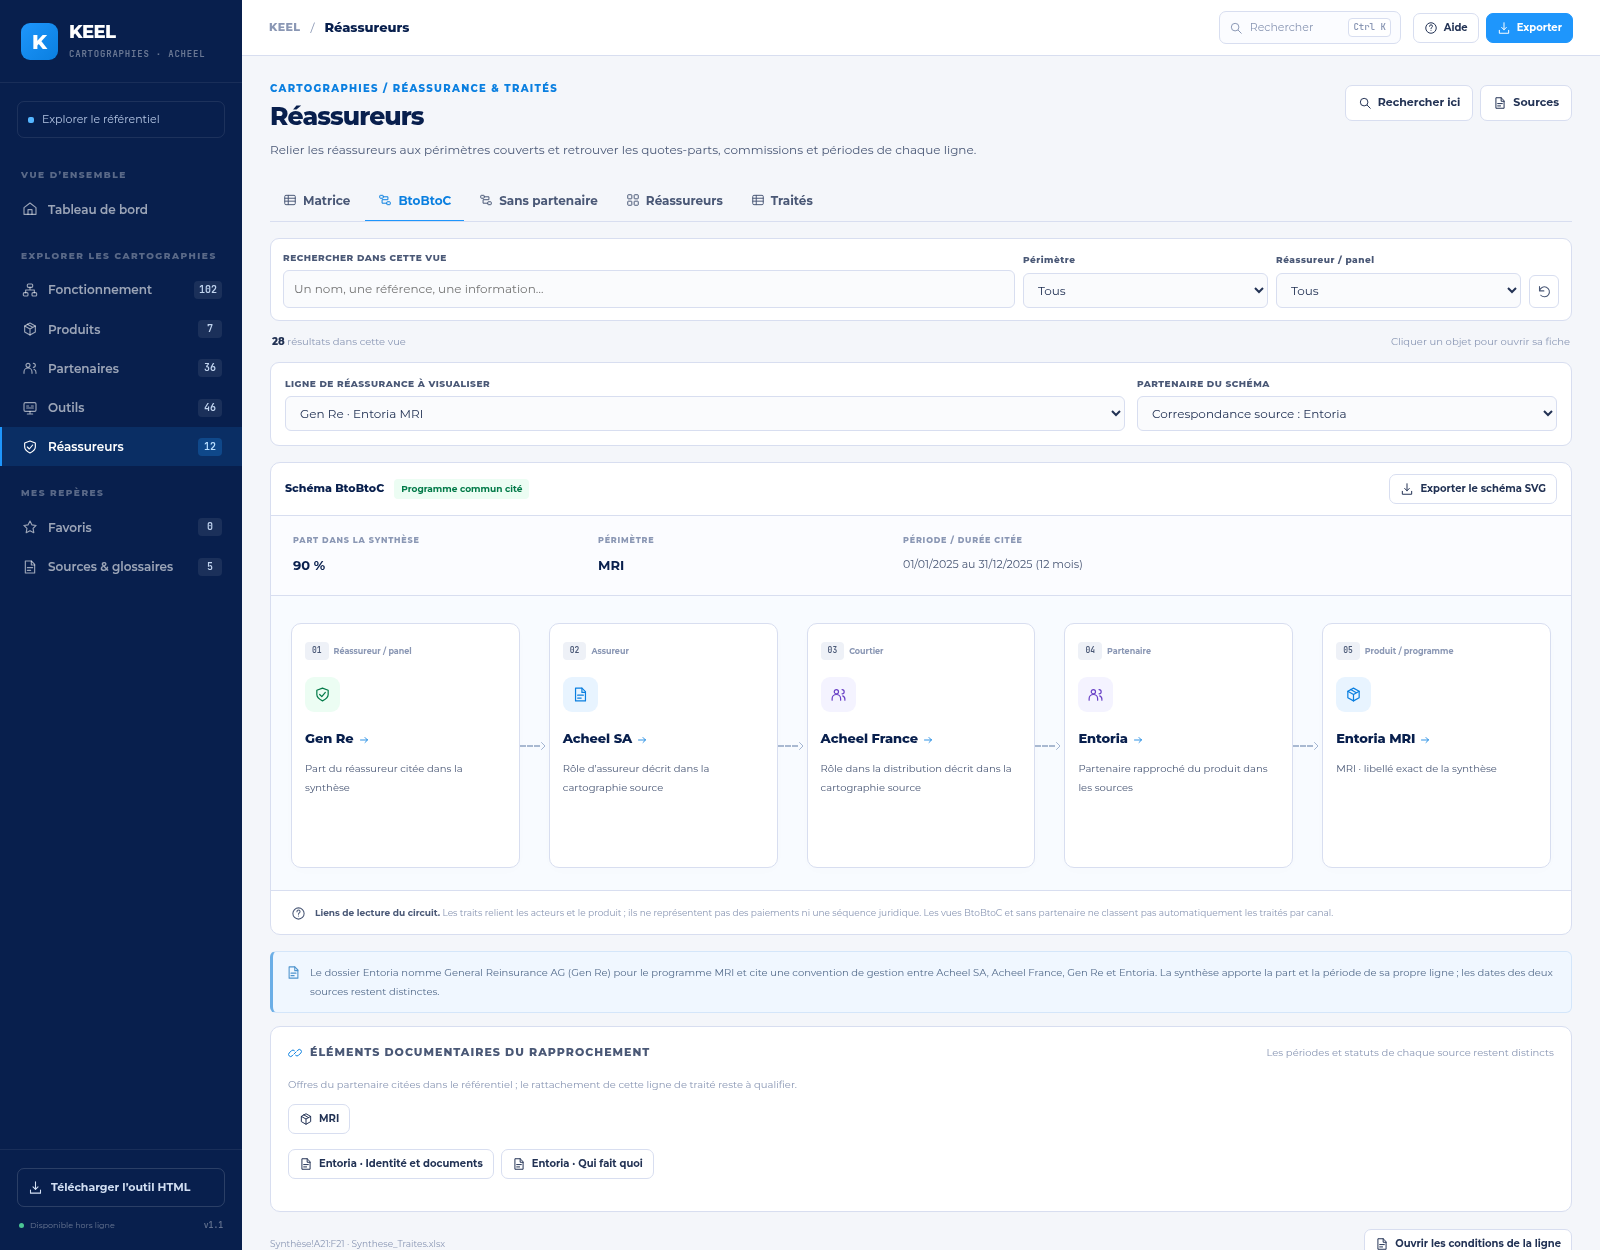 KEEL
CARTOGRAPHIES · ACHEEL
Explorer le référentiel
VUE D'ENSEMBLE
Tableau de bord
EXPLORER LES CARTOGRAPHIES
Fonctionnement 102
Produits 7
Partenaires 36
Outils 46
Réassureurs 12
MES REPÈRES
Favoris 0
Sources & glossaires 5
Télécharger l'outil HTML
Disponible hors ligne v1.1
KEEL / Réassureurs
Rechercher Ctrl K
Aide
Exporter
CARTOGRAPHIES / RÉASSURANCE & TRAITÉS
Réassureurs
Relier les réassureurs aux périmètres couverts et retrouver les quotes-parts, commissions et périodes de chaque ligne.
Rechercher ici
Sources
Matrice BtoBtoC Sans partenaire Réassureurs Traités
RECHERCHER DANS CETTE VUE
Un nom, une référence, une information...
Périmètre
Tous
Réassureur / panel
Tous
28 résultats dans cette vue
Cliquer un objet pour ouvrir sa fiche
LIGNE DE RÉASSURANCE À VISUALISER
Gen Re · Entoria MRI
PARTENAIRE DU SCHÉMA
Correspondance source : Entoria
Schéma BtoBtoC Programme commun cité
Exporter le schéma SVG
PART DANS LA SYNTHÈSE
90 %
PÉRIMÈTRE
MRI
PÉRIODE / DURÉE CITÉE
01/01/2025 au 31/12/2025 (12 mois)
01 Réassureur / panel
Gen Re →
Part du réassureur citée dans la
synthèse
02 Assureur
Acheel SA →
Rôle d'assureur décrit dans la
cartographie source
03 Courtier
Acheel France →
Rôle dans la distribution décrit dans la
cartographie source
04 Partenaire
Entoria →
Partenaire rapproché du produit dans
les sources
05 Produit / programme
Entoria MRI →
MRI · libellé exact de la synthèse
Liens de lecture du circuit. Les traits relient les acteurs et le produit ; ils ne représentent pas des paiements ni une séquence juridique. Les vues BtoBtoC et sans partenaire ne classent pas automatiquement les traités par canal.
Le dossier Entoria nomme General Reinsurance AG (Gen Re) pour le programme MRI et cite une convention de gestion entre Acheel SA, Acheel France, Gen Re et Entoria. La synthèse apporte la part et la période de sa propre ligne ; les dates des deux
sources restent distinctes.
ÉLÉMENTS DOCUMENTAIRES DU RAPPROCHEMENT
Les périodes et statuts de chaque source restent distincts
Offres du partenaire citées dans le référentiel ; le rattachement de cette ligne de traité reste à qualifier.
MRI
Entoria · Identité et documents
Entoria · Qui fait quoi
Synthèse!A21:F21 · Synthese_Traites.xlsx
Ouvrir les conditions de la ligne